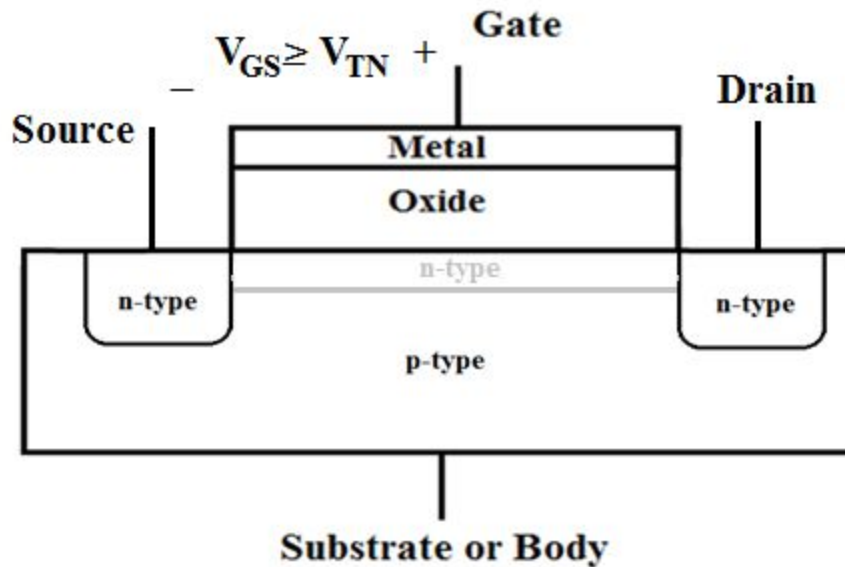 Gate
V_GS ≥ V_TN +
–
Drain
Source
Metal
Oxide
n-type
n-type
n-type
p-type
Substrate or Body